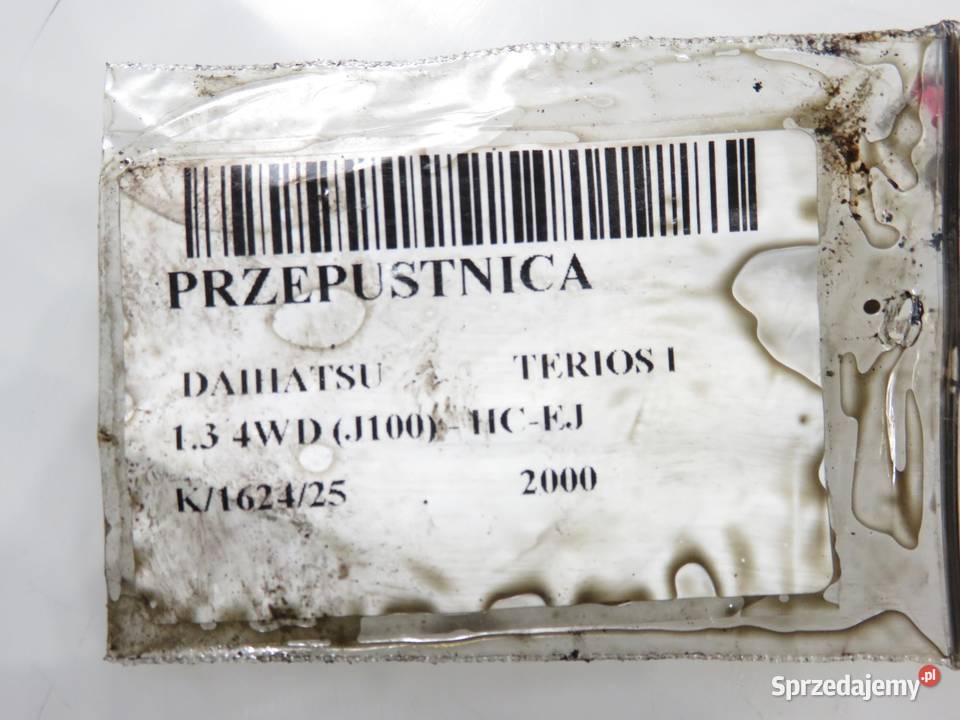 PRZEPUSTNICA
DAIHATSU TERIOS I
1.3 4WD (J100) - HC-EJ
K/1624/25 2000
Sprzedajemy.pl